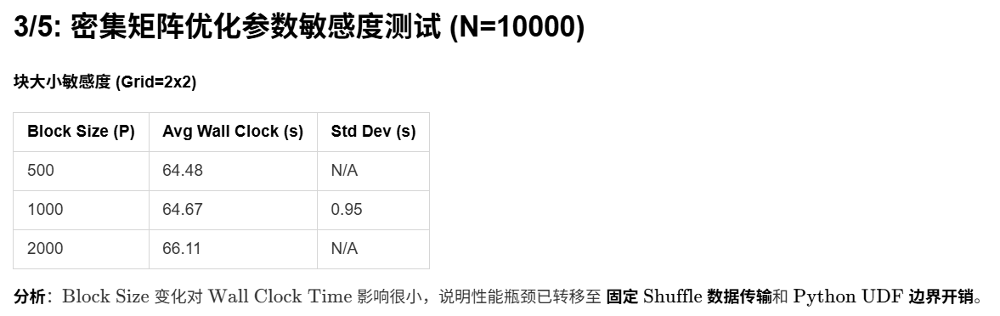 3/5: 密集矩阵优化参数敏感度测试 (N=10000)
块大小敏感度 (Grid=2x2)
Block Size (P) Avg Wall Clock (s) Std Dev (s)
500 64.48 N/A
1000 64.67 0.95
2000 66.11 N/A
分析：Block Size 变化对 Wall Clock Time 影响很小，说明性能瓶颈已转移至 固定 Shuffle 数据传输和 Python UDF 边界开销。